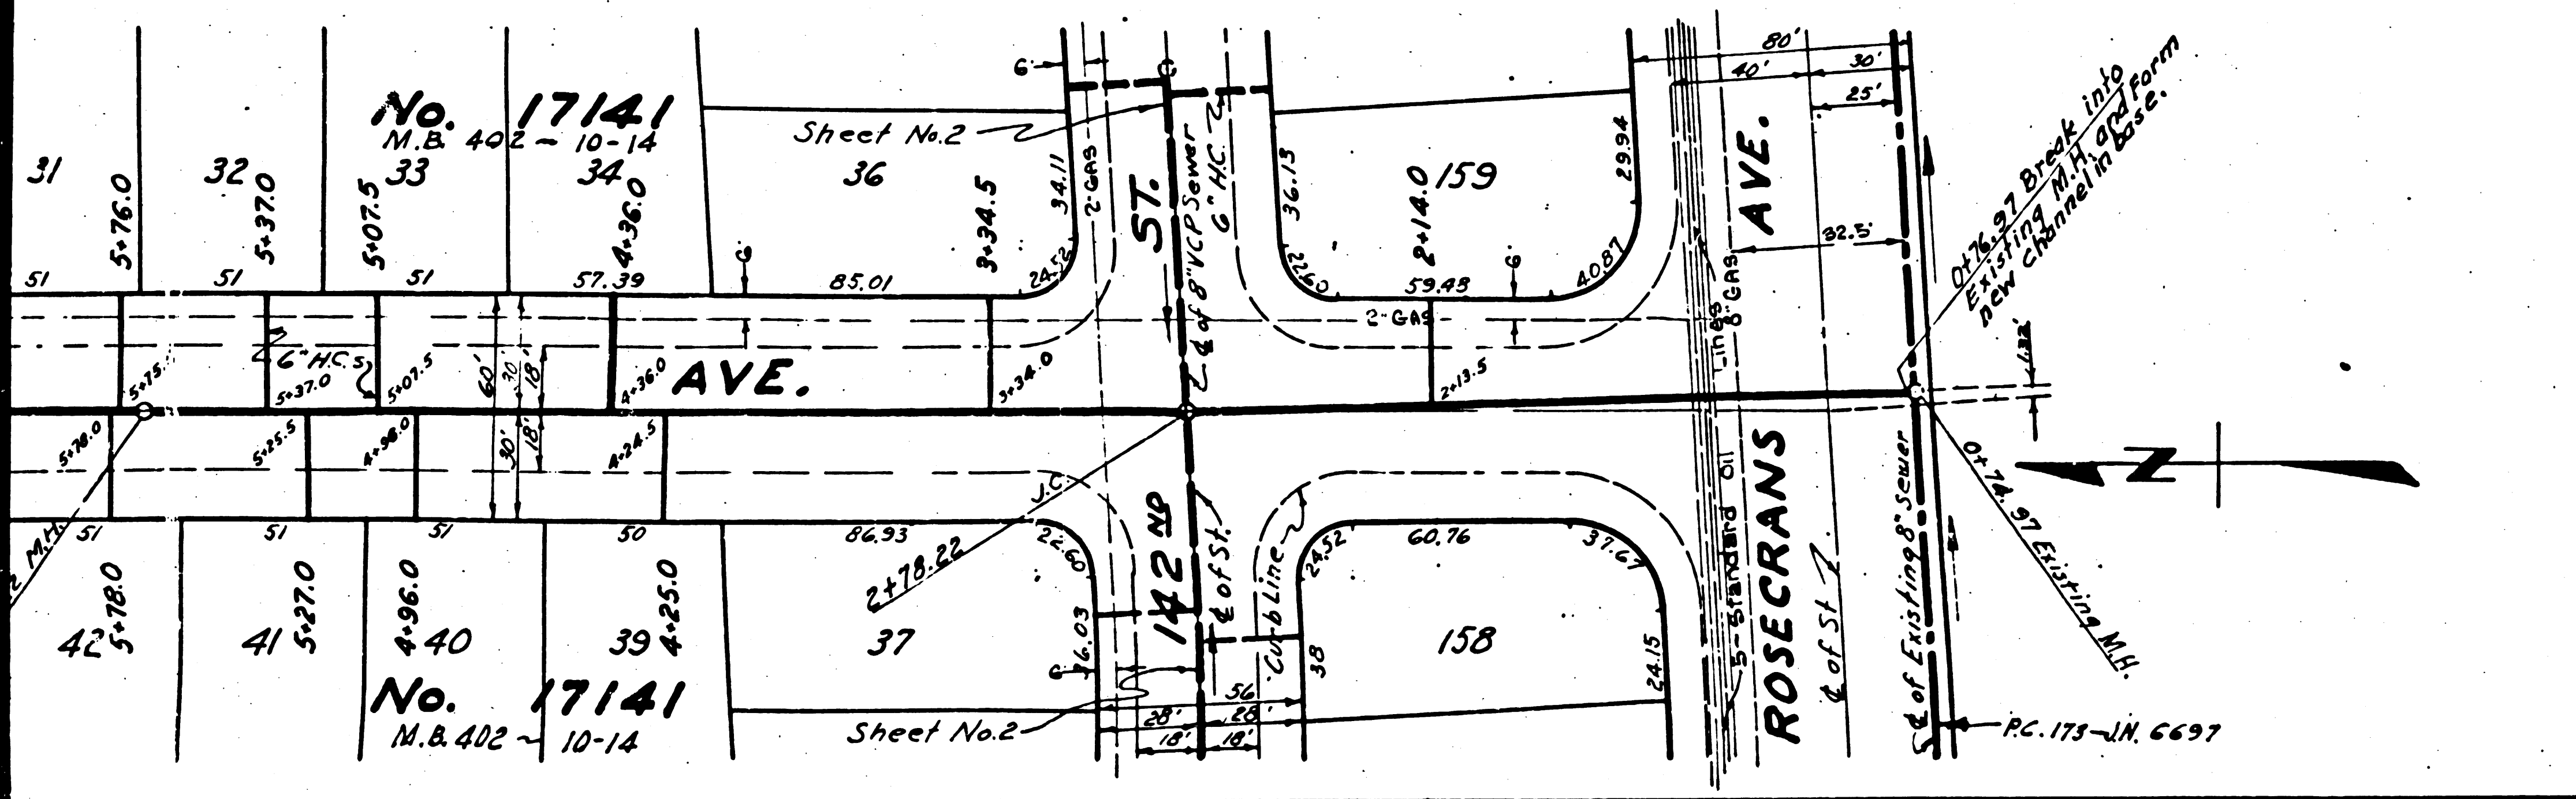 No. 17141
M.B. 402 ~ 10-14
31
32
33
34
36
159
5+76.0
5+37.0
5+07.5
4+36.0
3+34.5
2+14.0
51
51
51
57.39
85.01
24.52
34.11
2" GAS
6'
Sheet No.2
ST.
℄ of 8" VCP Sewer
6" H.C.
36.13
22.60
59.43
40.87
29.94
6'
6'
2" GAS
80'
40'
30'
25'
32.5'
AVE.
8" GAS
Lines
0+76.97 Break into
Existing M.H. and Form
new channel in base.
1.32'
6" H.C.s
5+75.
5+37.0
5+07.5
60'
30'
18'
4+36.0
AVE.
3+34.0
2+13.5
5+78.0
5+25.5
4+96.0
30'
18'
4+24.5
J.C.
2+78.22
N
0+74.97 Existing M.H.
2 M.H.
51
51
51
50
86.93
22.60
36.03
142 ND
℄ of St.
Curb Line
24.52
60.76
37.67
38
24.15
5-Standard Oil
ROSECRANS
℄ of St
℄ of Existing 8" Sewer
42
5+78.0
41
5+27.0
4+96.0
40
39
4+25.0
37
158
6'
No. 17141
M.B. 402 ~ 10-14
Sheet No.2
56
28'
28'
18'
18'
P.C. 173-J.N. 6697